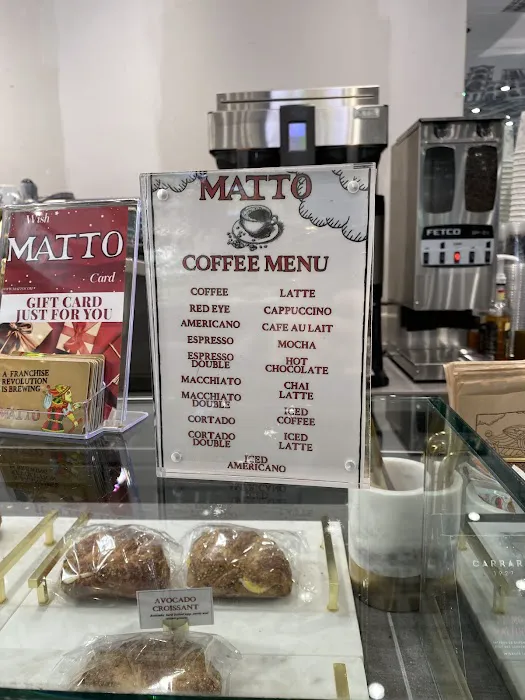 Wish
MATTO
Card
GIFT CARD
JUST FOR YOU
A FRANCHISE
REVOLUTION
IS BREWING
MATTO
MATTO
COFFEE MENU
COFFEE
RED EYE
AMERICANO
ESPRESSO
ESPRESSO
DOUBLE
MACCHIATO
MACCHIATO
DOUBLE
CORTADO
CORTADO
DOUBLE
LATTE
CAPPUCCINO
CAFE AU LAIT
MOCHA
HOT
CHOCOLATE
CHAI
LATTE
ICED
COFFEE
ICED
LATTE
ICED
AMERICANO
FETCO
AVOCADO
CROISSANT